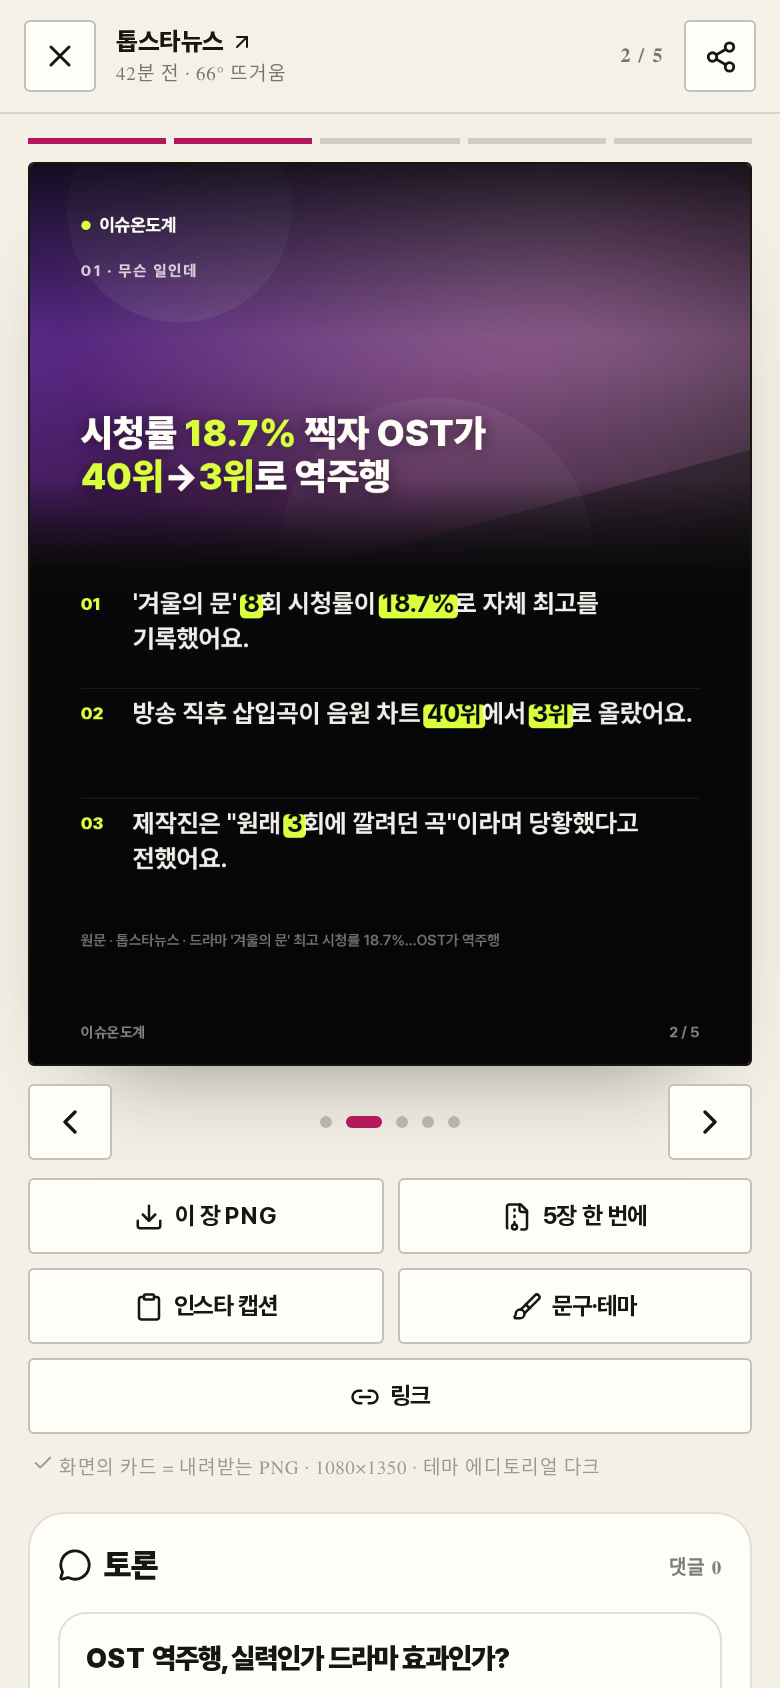 톱스타뉴스
42분 전 · 66° 뜨거움
2 / 5
이슈온도계
01 · 무슨 일인데
시청률 18.7% 찍자 OST가
40위→3위로 역주행
01 '겨울의 문' 8회 시청률이 18.7%로 자체 최고를
기록했어요.
02 방송 직후 삽입곡이 음원 차트 40위에서 3위로 올랐어요.
03 제작진은 "원래 3회에 깔려던 곡"이라며 당황했다고
전했어요.
원문 · 톱스타뉴스 · 드라마 '겨울의 문' 최고 시청률 18.7%...OST가 역주행
이슈온도계 2 / 5
이 장 PNG
5장 한 번에
인스타 캡션
문구·테마
링크
화면의 카드 = 내려받는 PNG · 1080×1350 · 테마 에디토리얼 다크
토론
댓글 0
OST 역주행, 실력인가 드라마 효과인가?